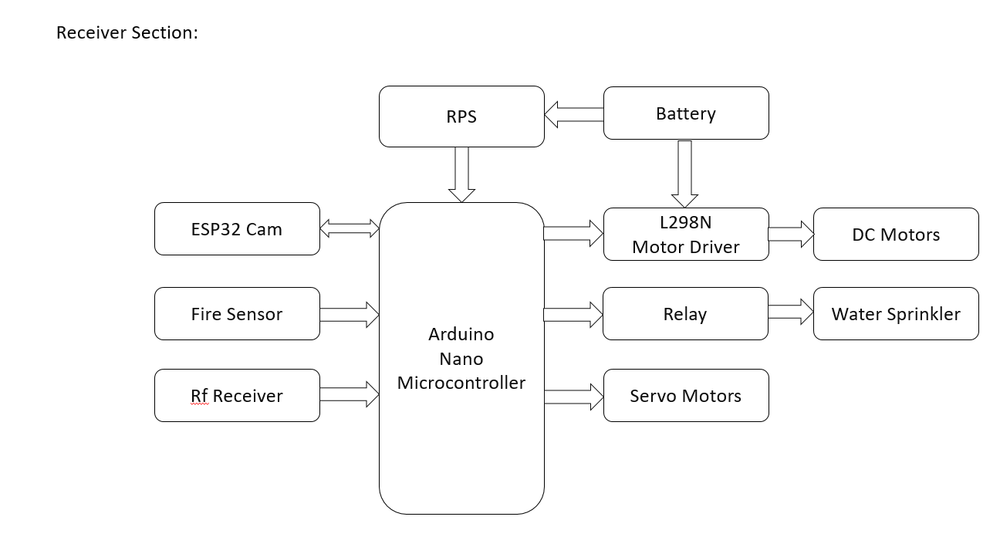 Receiver Section:
RPS
Battery
ESP32 Cam
L298N
Motor Driver
DC Motors
Fire Sensor
Relay
Water Sprinkler
Arduino
Nano
Microcontroller
Rf Receiver
Servo Motors